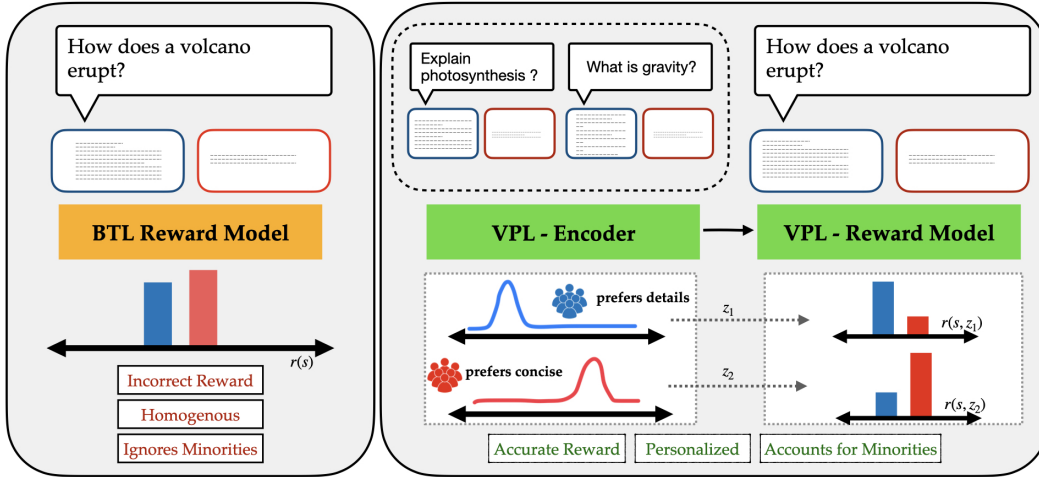 How does a volcano
erupt?
BTL Reward Model
r(s)
Incorrect Reward
Homogenous
Ignores Minorities
Explain
photosynthesis ?
What is gravity?
How does a volcano
erupt?
VPL - Encoder
VPL - Reward Model
prefers details
z₁
r(s, z₁)
prefers concise
z₂
r(s, z₂)
Accurate Reward
Personalized
Accounts for Minorities